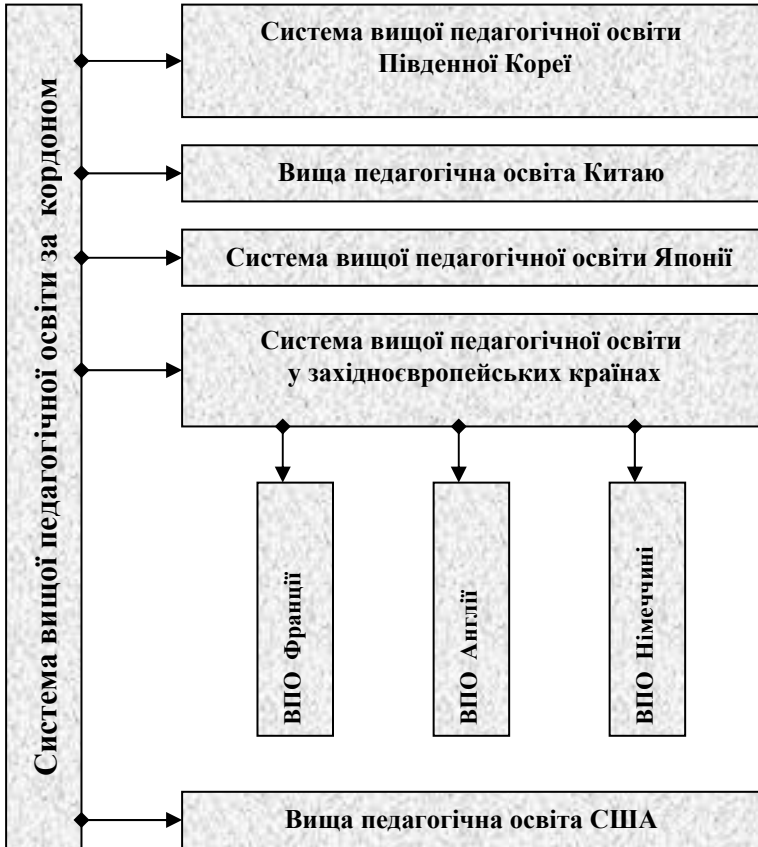 Система вищої педагогічної освіти за кордоном
Система вищої педагогічної освіти
Південної Кореї
Вища педагогічна освіта Китаю
Система вищої педагогічної освіти Японії
Система вищої педагогічної освіти
у західноєвропейських країнах
ВПО Франції
ВПО Англії
ВПО Німеччині
Вища педагогічна освіта США